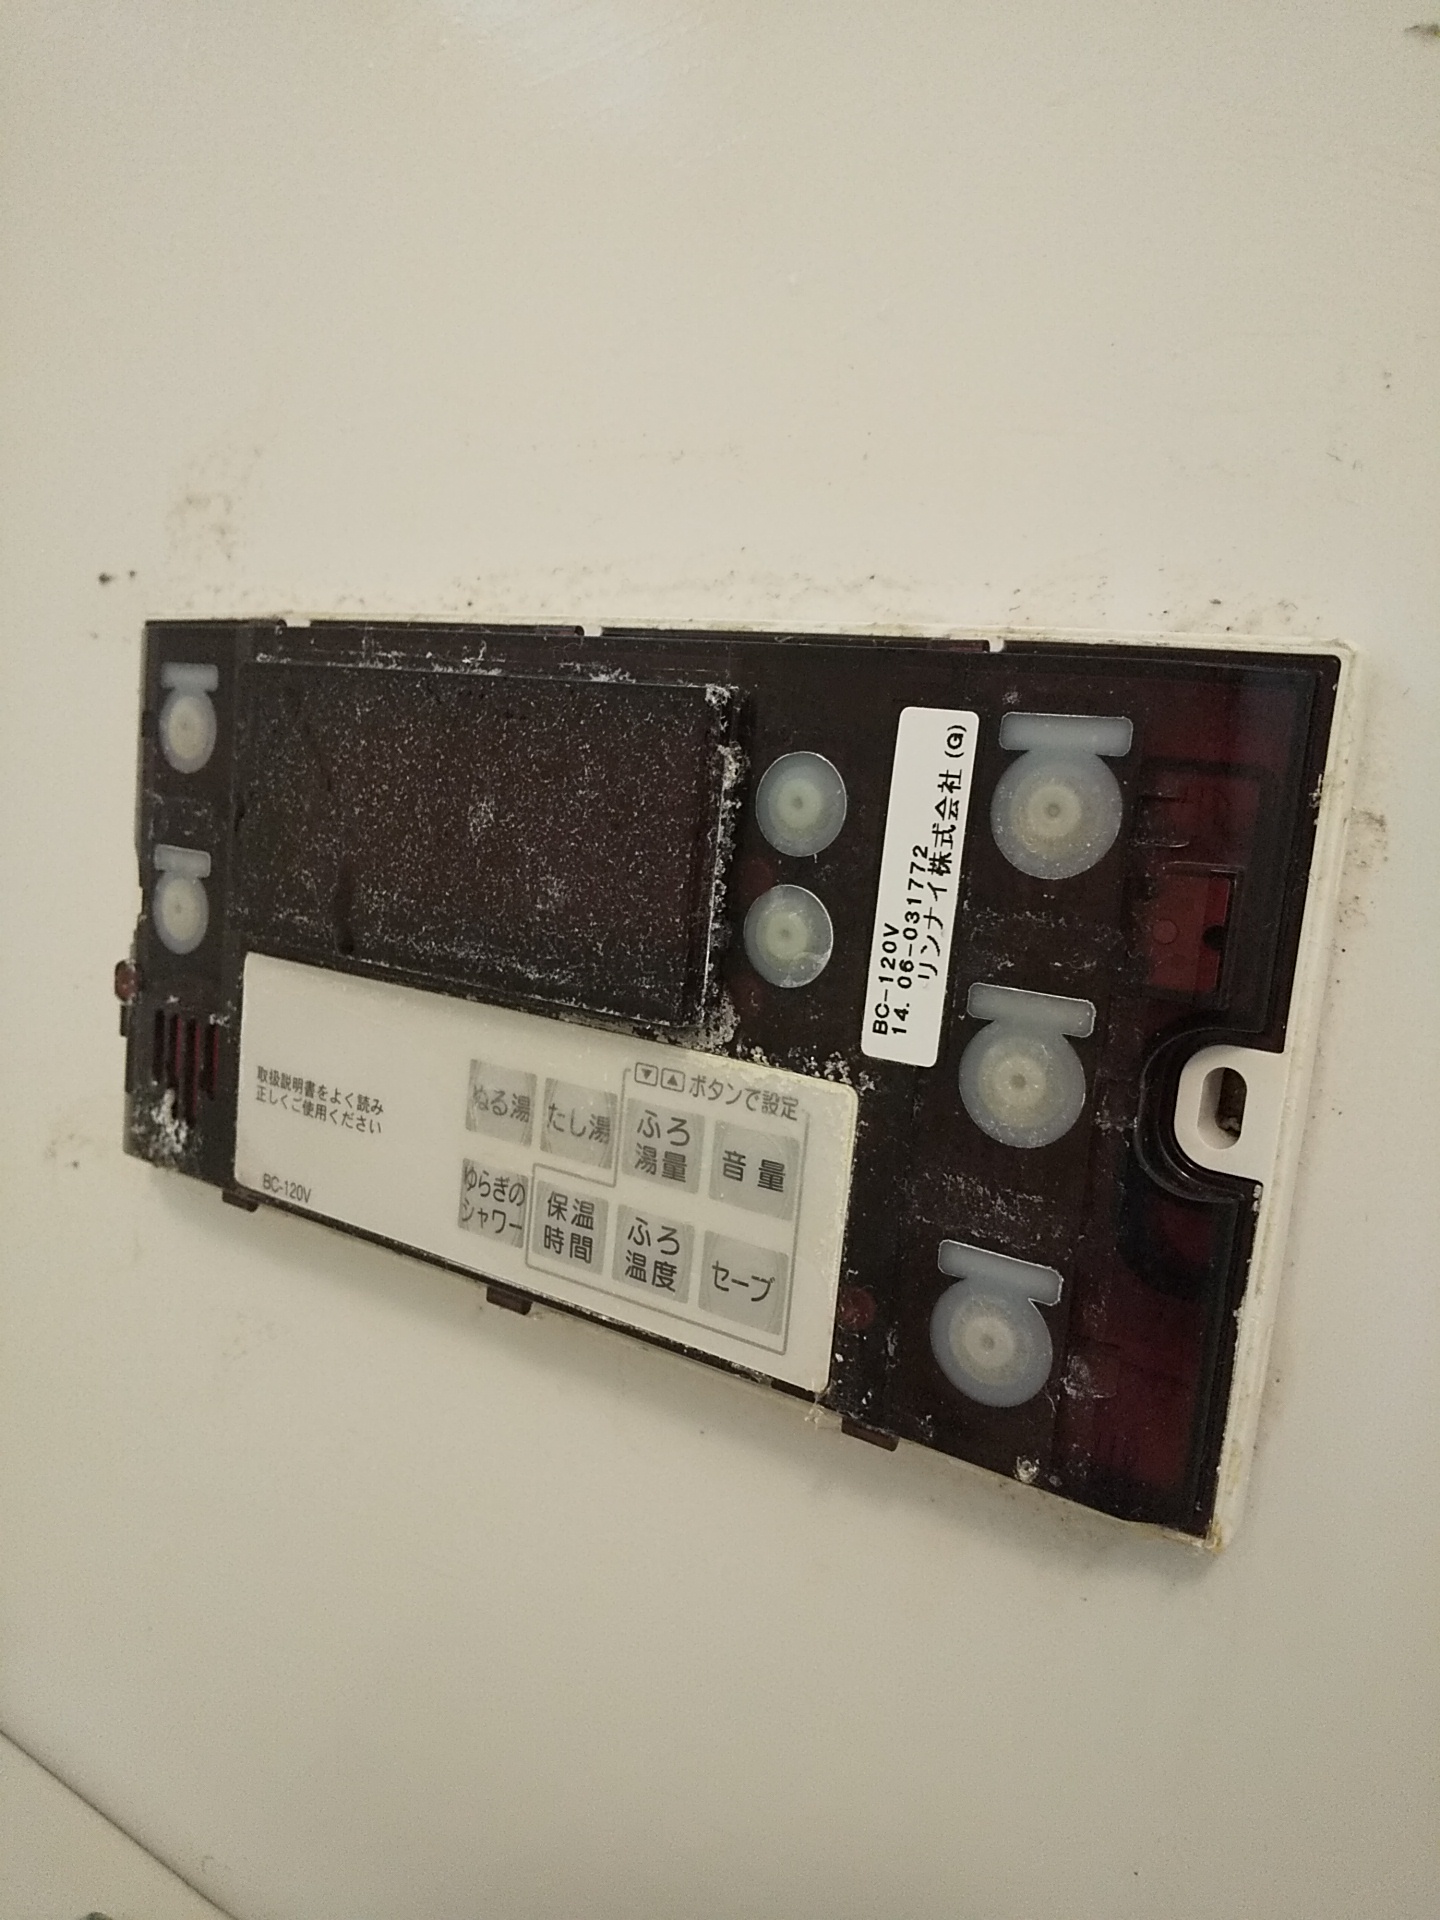 BC-120V
14.06-031772
リンナイ株式会社(G)
取扱説明書をよく読み
正しくご使用ください
BC-120V
▼▲ボタンで設定
ぬる湯
たし湯
ふろ
湯量
音量
ゆらぎの
シャワー
保温
時間
ふろ
温度
セーブ